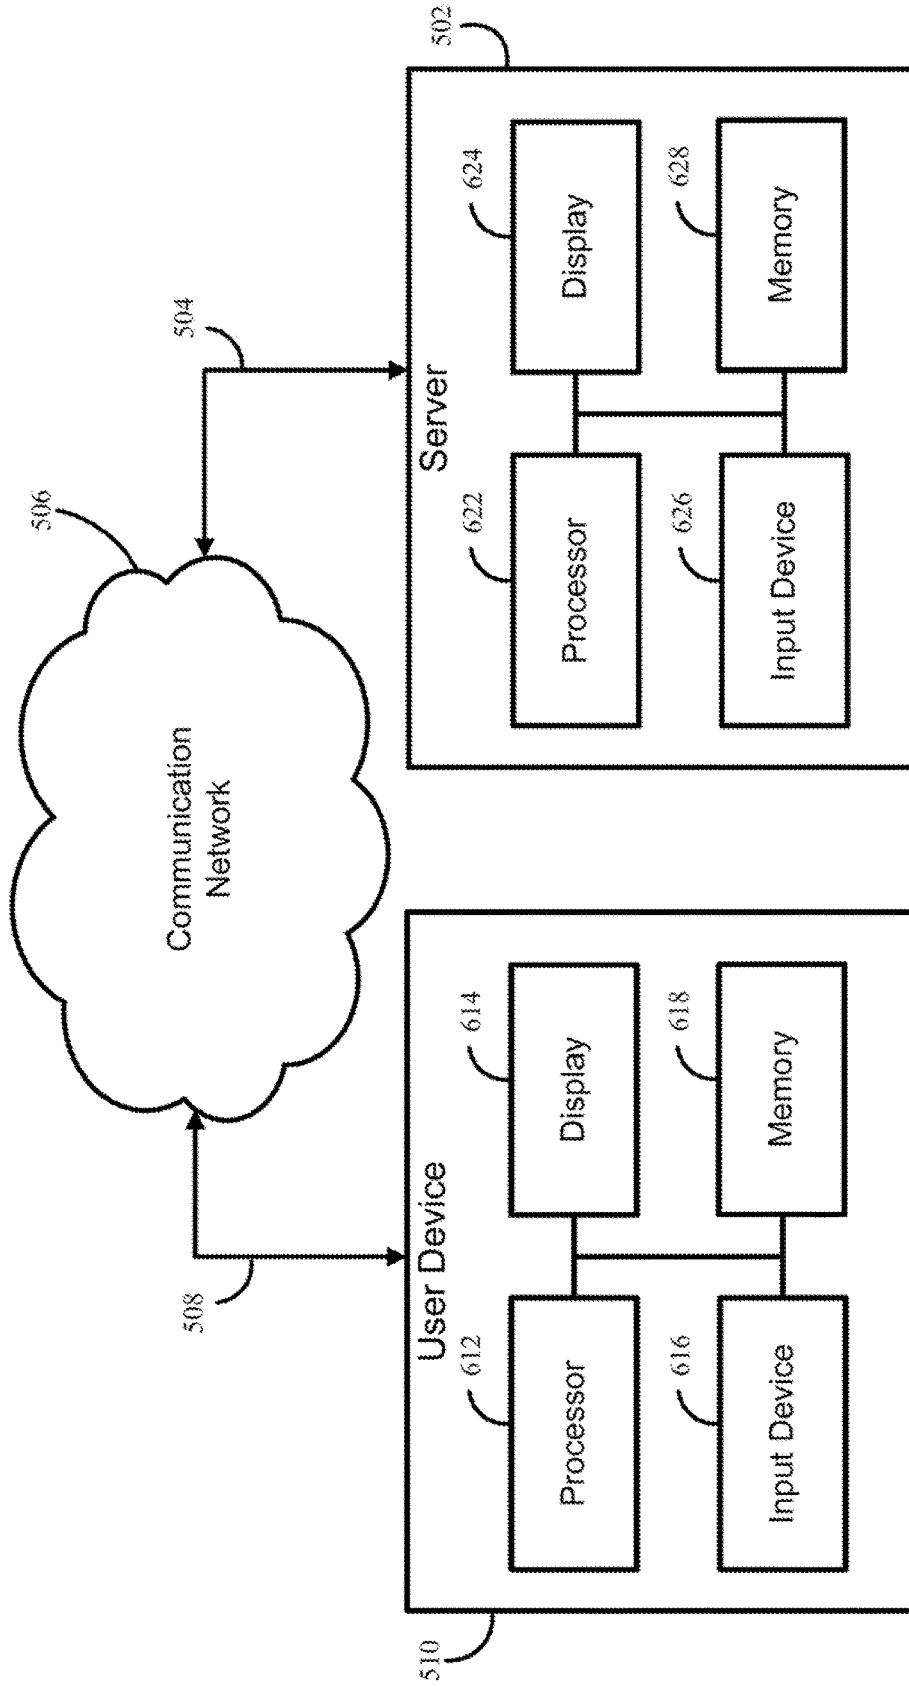 506
Communication
Network
508
504
510
User Device
502
Server
612
Processor
614
Display
616
Input Device
618
Memory
622
Processor
624
Display
626
Input Device
628
Memory